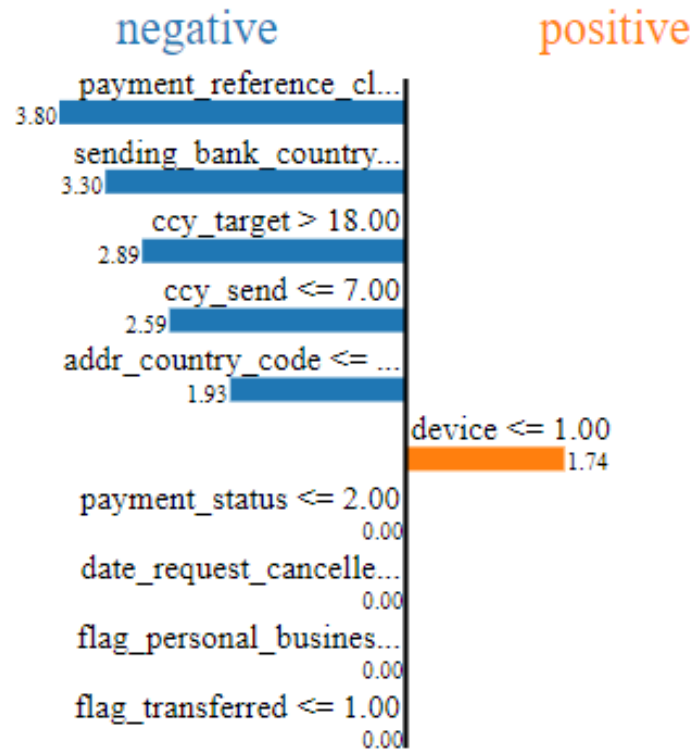 negative positive
payment_reference_cl...
3.80
sending_bank_country...
3.30
ccy_target > 18.00
2.89
ccy_send <= 7.00
2.59
addr_country_code <= ...
1.93
device <= 1.00
1.74
payment_status <= 2.00
0.00
date_request_cancelle...
0.00
flag_personal_busines...
0.00
flag_transferred <= 1.00
0.00